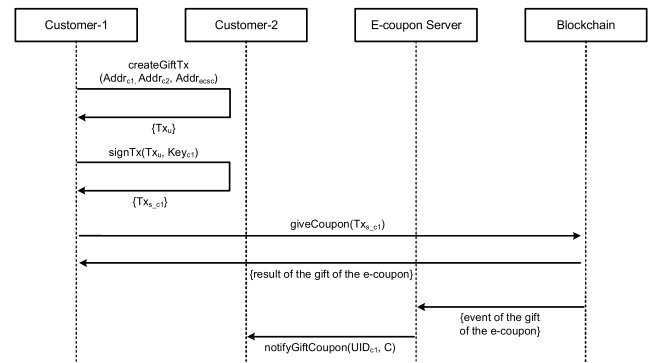 Customer-1
Customer-2
E-coupon Server
Blockchain
createGiftTx
(Addrc1, Addrc2, Addrecsc)
{Txu}
signTx(Txu, Keyc1)
{Txs_c1}
giveCoupon(Txs_c1)
{result of the gift of the e-coupon}
{event of the gift
of the e-coupon}
notifyGiftCoupon(UIDc1, C)